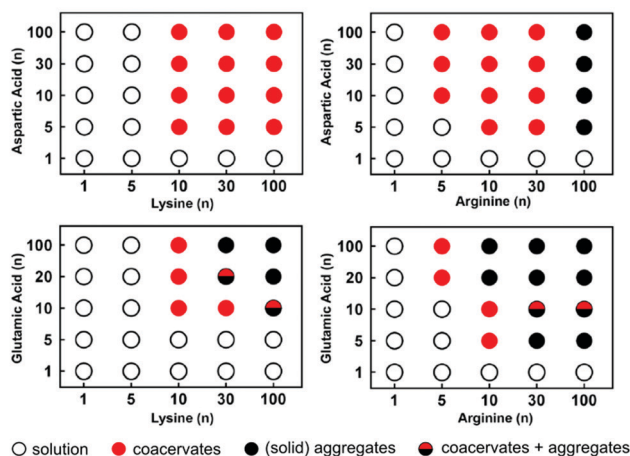 Aspartic Acid (n)
100
30
10
5
1
1 5 10 30 100
Lysine (n)
Aspartic Acid (n)
100
30
10
5
1
1 5 10 30 100
Arginine (n)
Glutamic Acid (n)
100
20
10
5
1
1 5 10 30 100
Lysine (n)
Glutamic Acid (n)
100
20
10
5
1
1 5 10 30 100
Arginine (n)
solution coacervates (solid) aggregates coacervates + aggregates